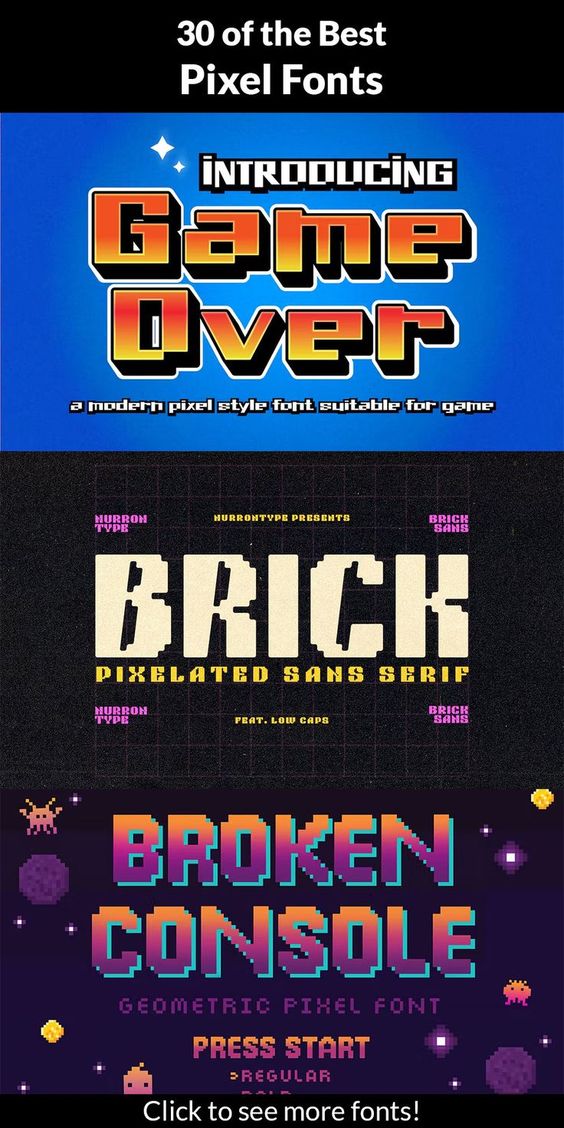 30 of the Best
Pixel Fonts
INTRODUCING
Game
Over
a modern pixel style font suitable for game
NURRON
TYPE
NURRONTYPE PRESENTS
BRICK
SANS
BRICK
PIXELATED SANS SERIF
NURRON
TYPE
FEAT. LOW CAPS
BRICK
SANS
BROKEN
CONSOLE
GEOMETRIC PIXEL FONT
PRESS START
>REGULAR
BOLD
Click to see more fonts!